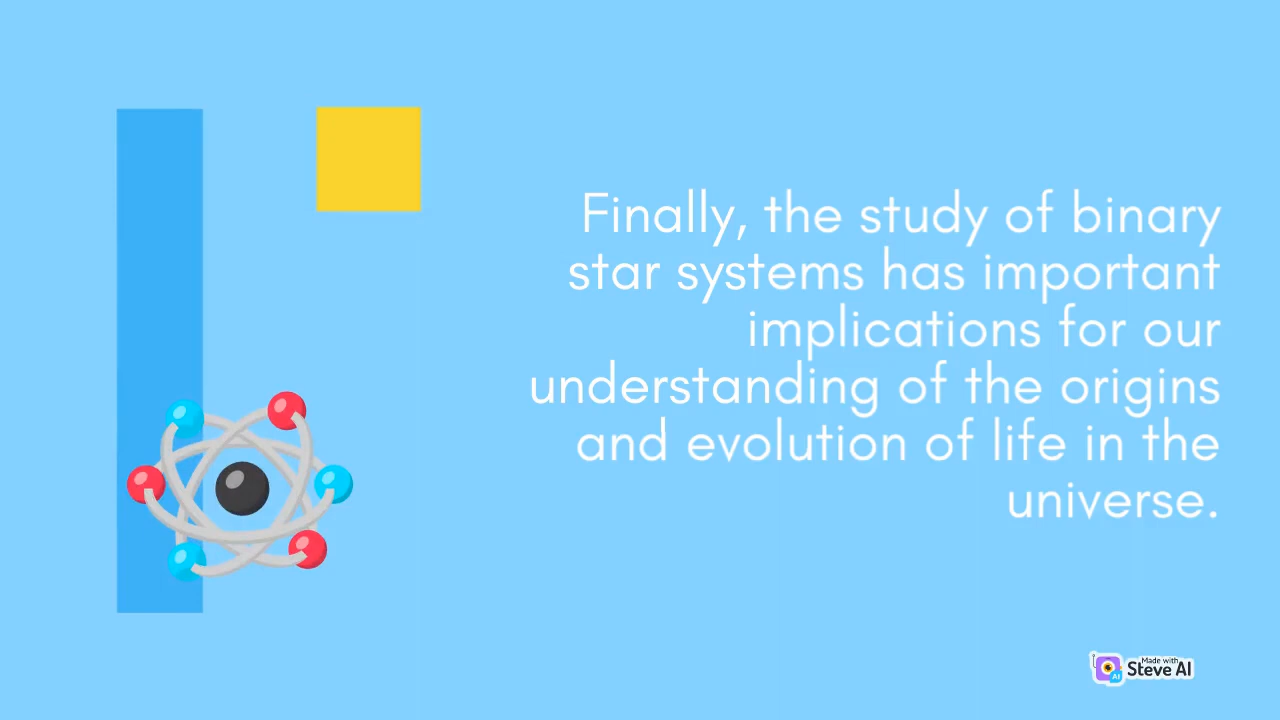 Finally, the study of binary
star systems has important
implications for our
understanding of the origins
and evolution of life in the
universe.
Made with
AI
Steve AI